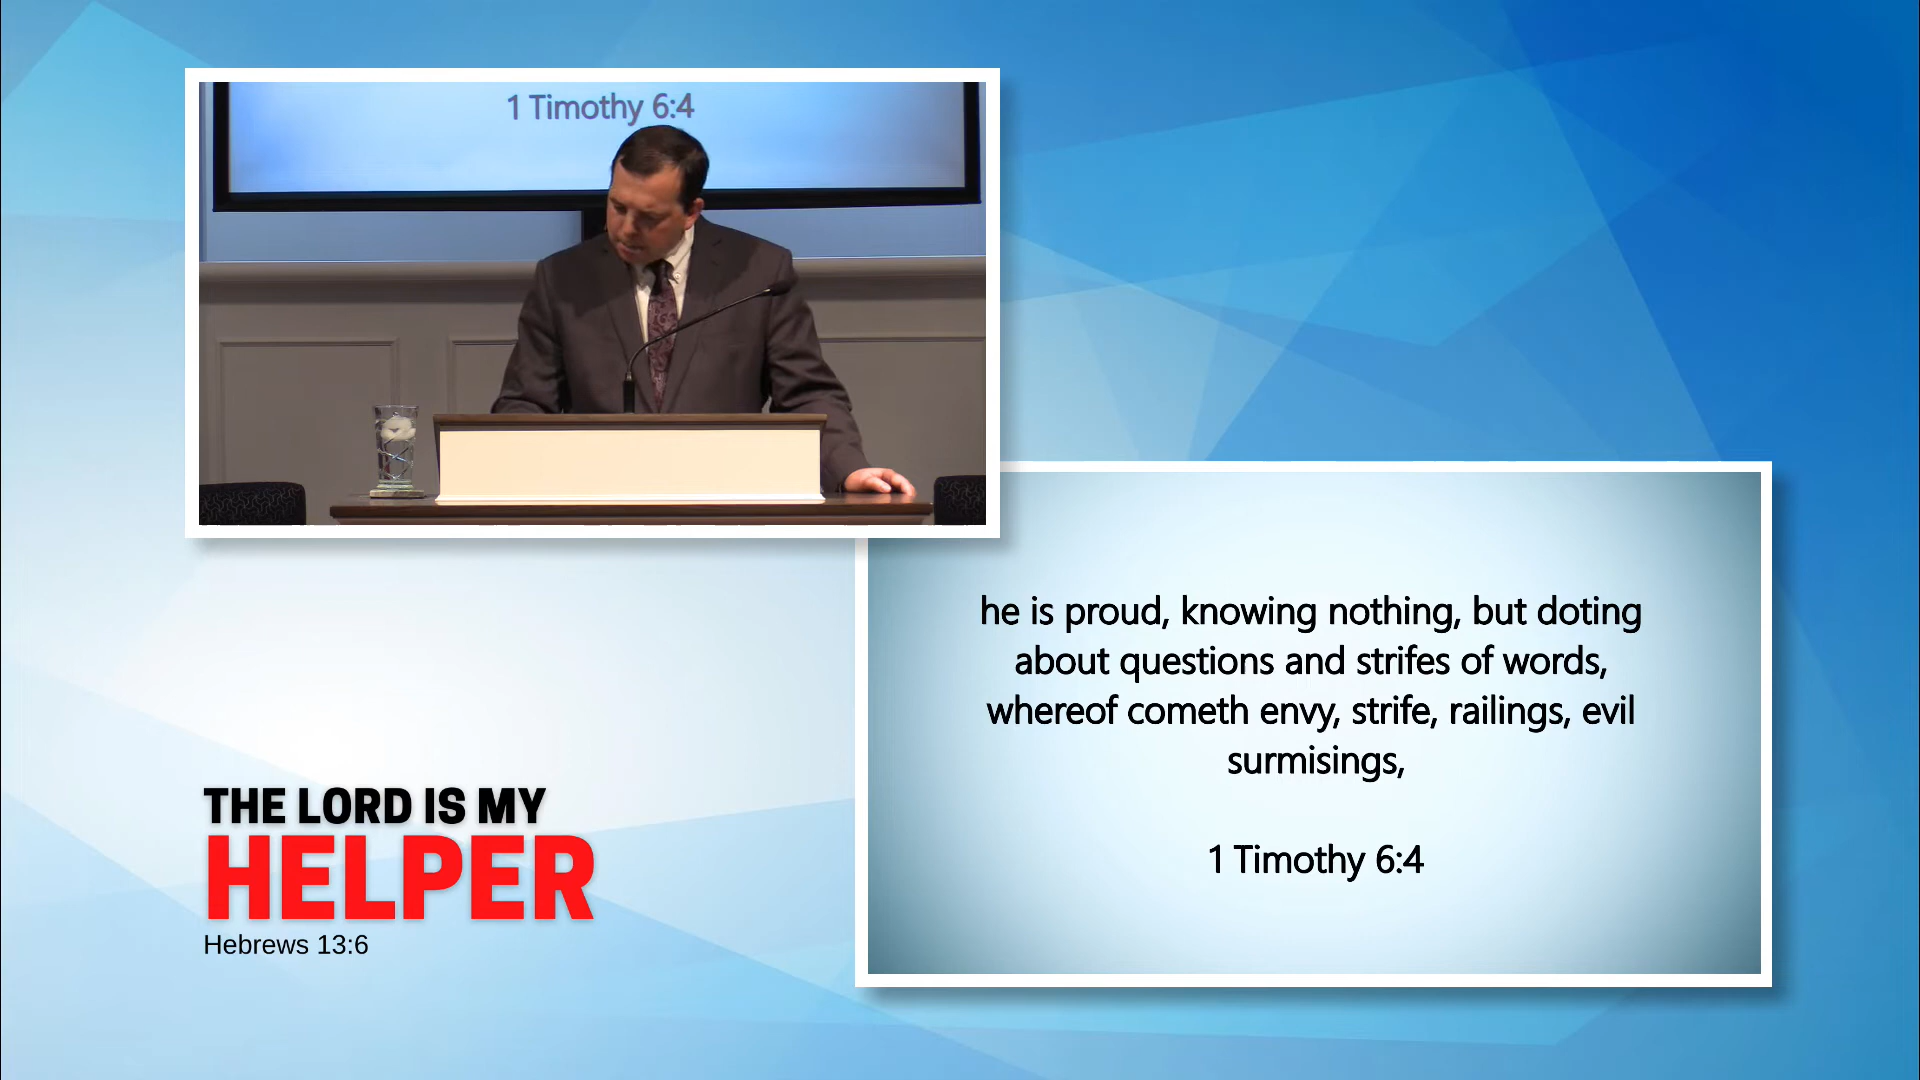 1 Timothy 6:4
he is proud, knowing nothing, but doting
about questions and strifes of words,
whereof cometh envy, strife, railings, evil
surmisings,
1 Timothy 6:4
THE LORD IS MY
HELPER
Hebrews 13:6